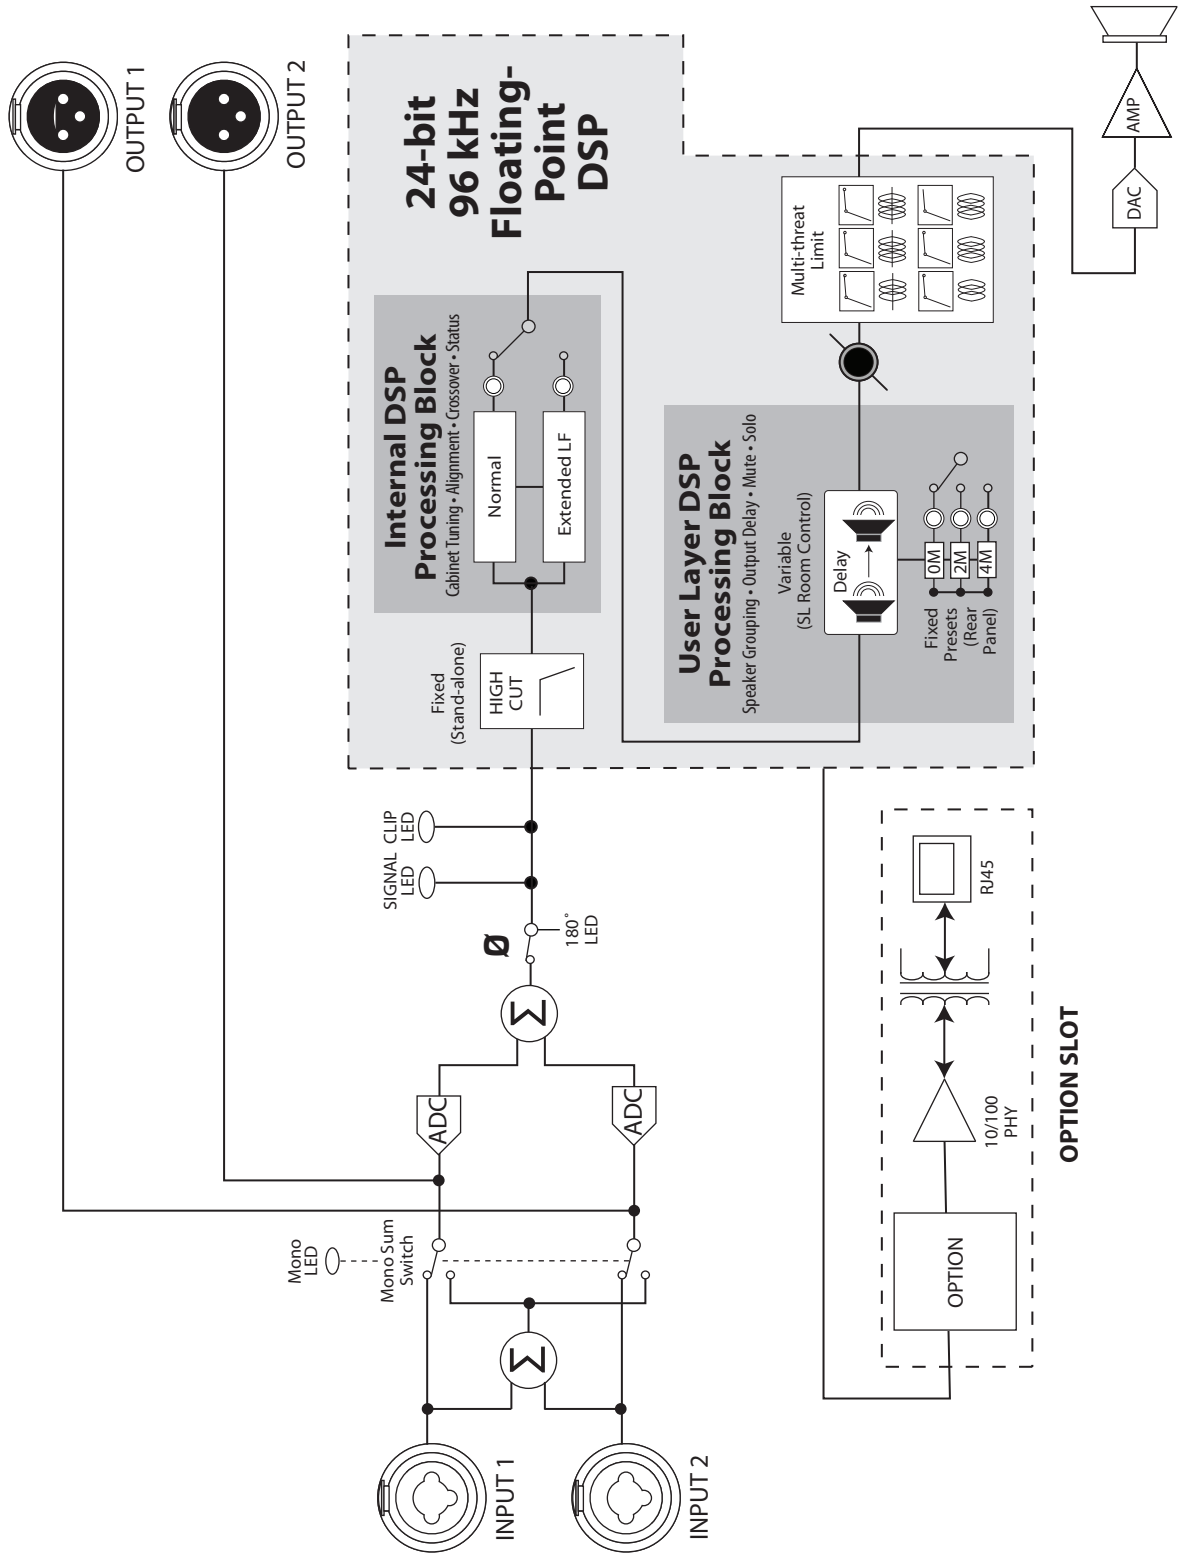 INPUT 1
INPUT 2
Σ
Mono
LED
Mono Sum
Switch
ADC
ADC
Σ
Ø
180°
LED
SIGNAL
LED
CLIP
LED
OUTPUT 1
OUTPUT 2
24-bit
96 kHz
Floating-
Point
DSP
Fixed
(Stand-alone)
HIGH
CUT
Internal DSP
Processing Block
Cabinet Tuning • Alignment • Crossover • Status
Normal
Extended LF
User Layer DSP
Processing Block
Speaker Grouping • Output Delay • Mute • Solo
Variable
(SL Room Control)
Delay
Fixed
Presets
(Rear
Panel)
0M
2M
4M
Multi-threat
Limit
DAC
AMP
OPTION
10/100
PHY
RJ45
OPTION SLOT